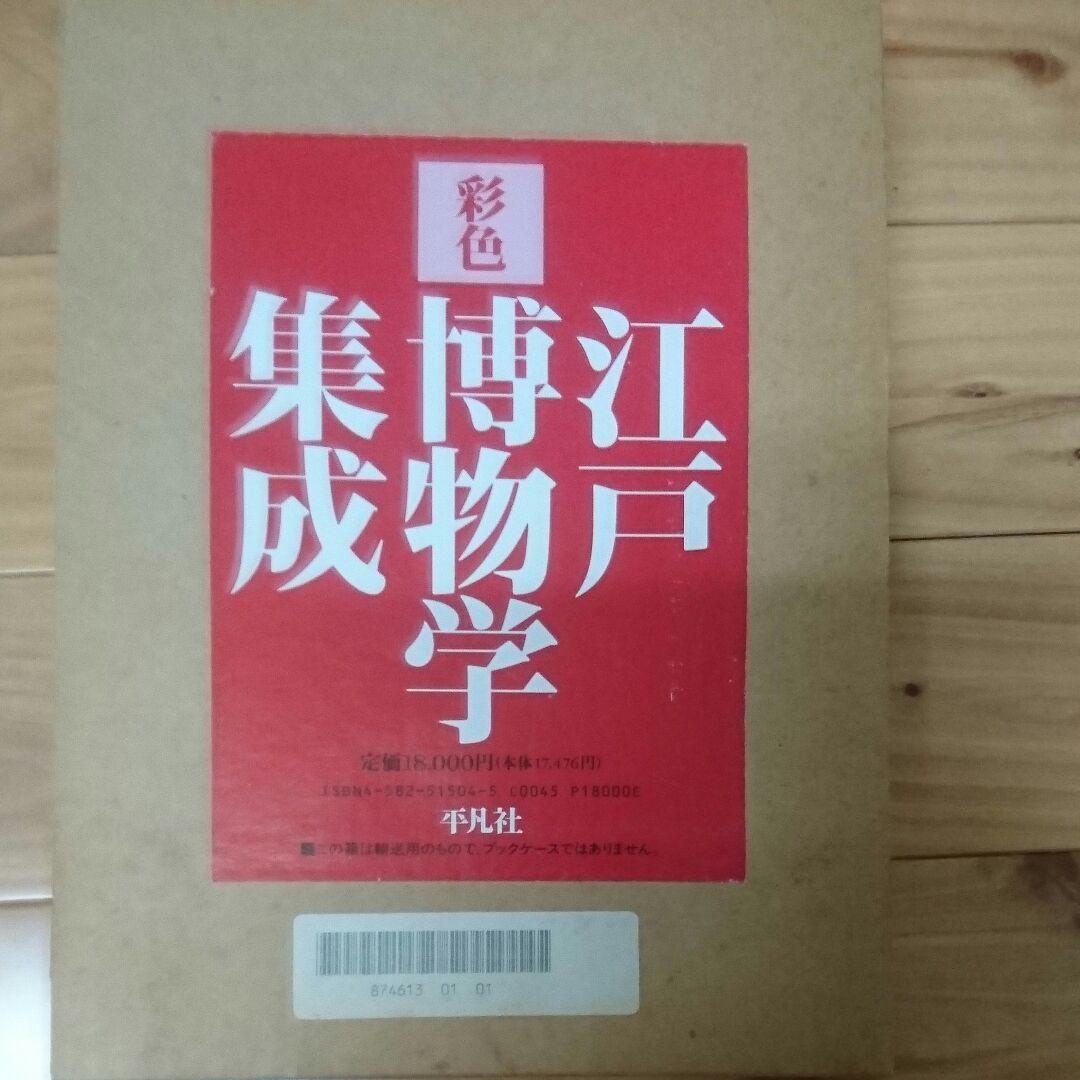 彩色
江戸
博物学
集成
定価18,000円(本体17,476円)
ISBN4-582-51504-5 C0045 P18000E
平凡社
■この箱は輸送用のもので、ブックケースではありません。
874613 01 01